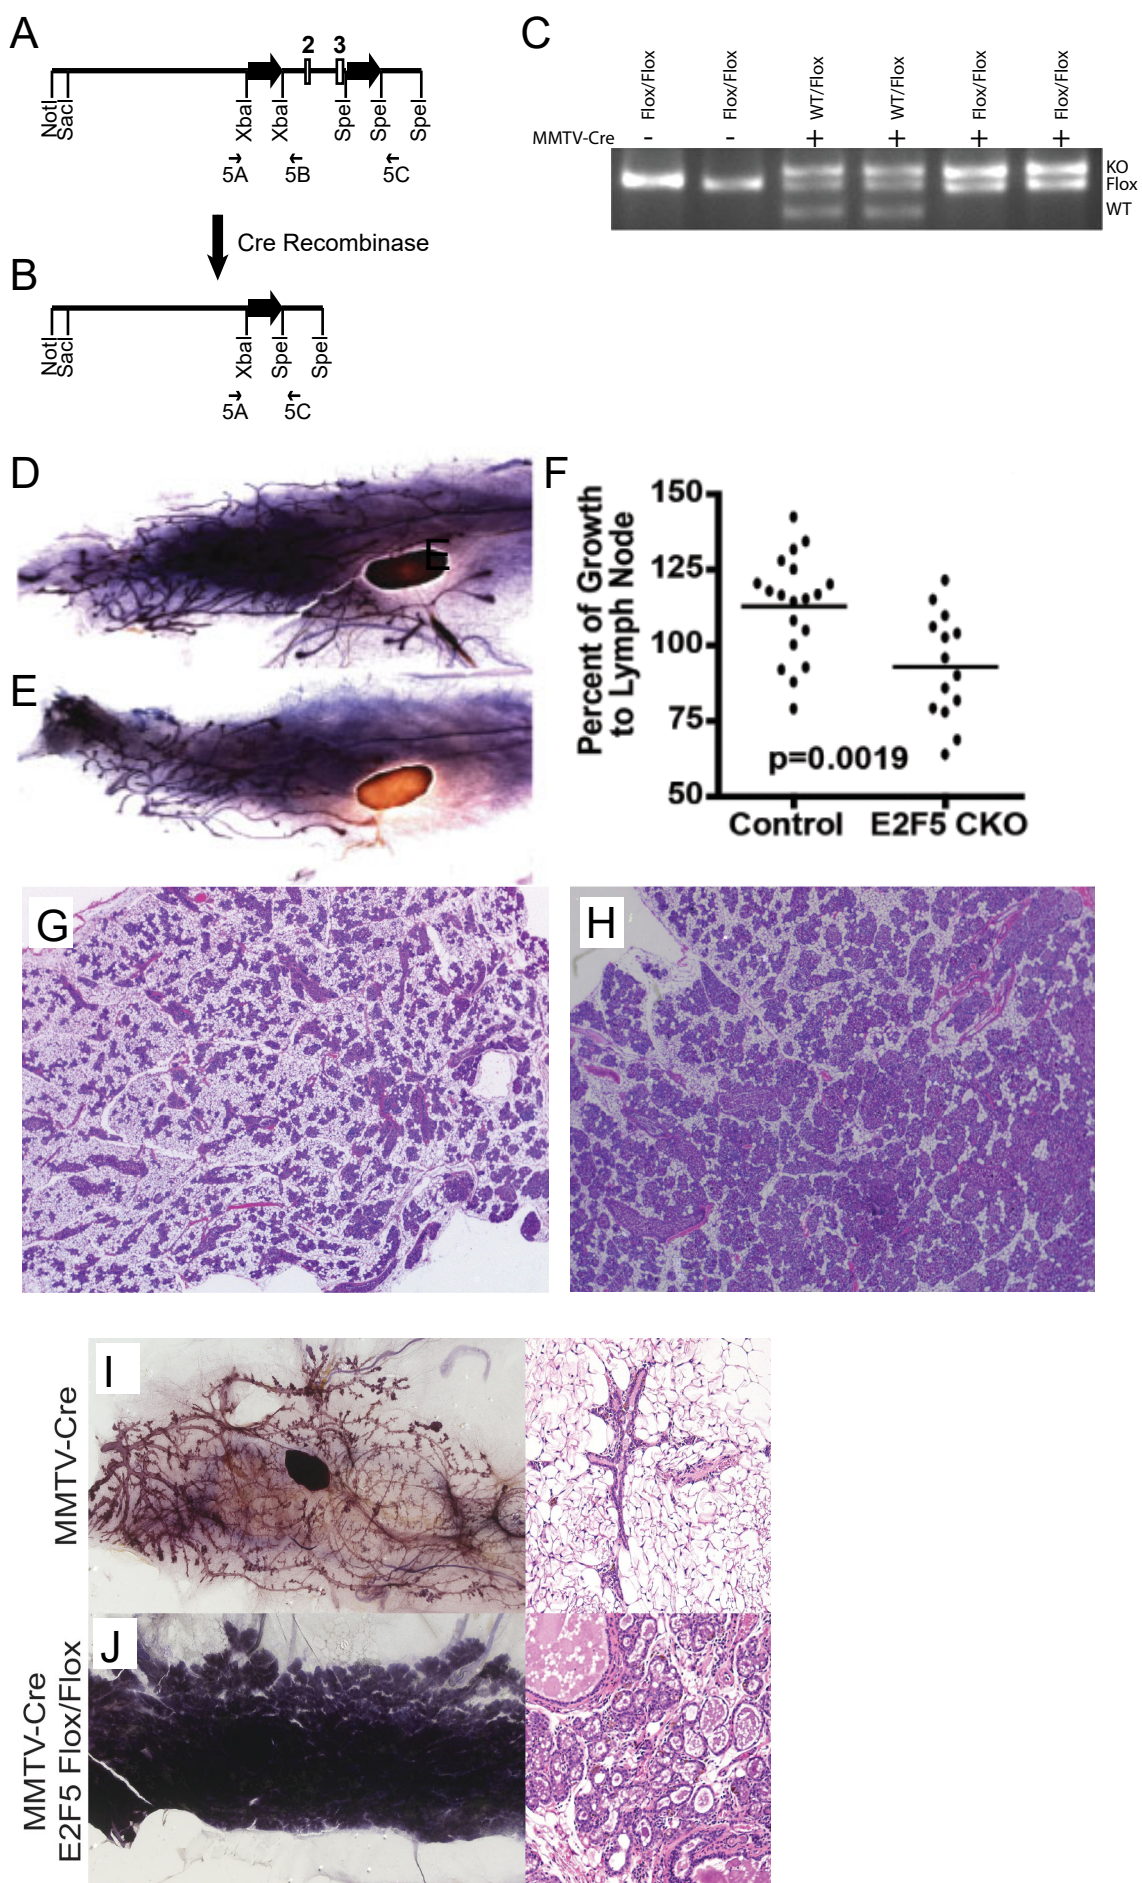 A
2 3
NotI SacI XbaI XbaI SpeI SpeI SpeI
5A 5B 5C
Cre Recombinase
B
NotI SacI XbaI SpeI SpeI
5A 5C
C
Flox/Flox Flox/Flox WT/Flox WT/Flox Flox/Flox Flox/Flox
MMTV-Cre - - + + + +
KO
Flox
WT
D
E
E
F
Percent of Growth
to Lymph Node
150
125
100
75
50
p=0.0019
Control E2F5 CKO
G
H
I
MMTV-Cre
J
MMTV-Cre
E2F5 Flox/Flox